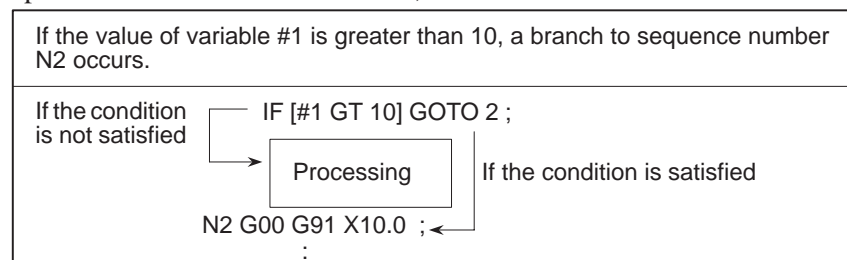 If the value of variable #1 is greater than 10, a branch to sequence number
N2 occurs.
If the condition
is not satisfied
IF [#1 GT 10] GOTO 2 ;
Processing
If the condition is satisfied
N2 G00 G91 X10.0 ;
: